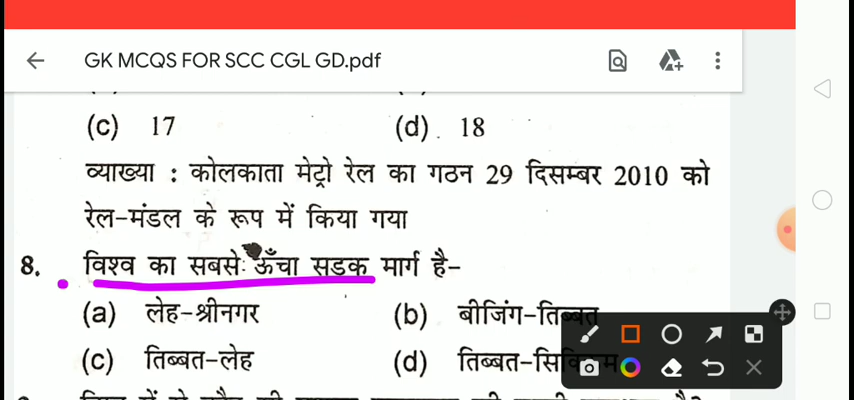 GK MCQS FOR SCC CGL GD.pdf
(c) 17 (d) 18
व्याख्या : कोलकाता मेट्रो रेल का गठन 29 दिसम्बर 2010 को
रेल-मंडल के रूप में किया गया
8. विश्व का सबसे ऊँचा सडक मार्ग है-
(a) लेह-श्रीनगर (b) बीजिंग-तिब्बत
(c) तिब्बत-लेह (d)